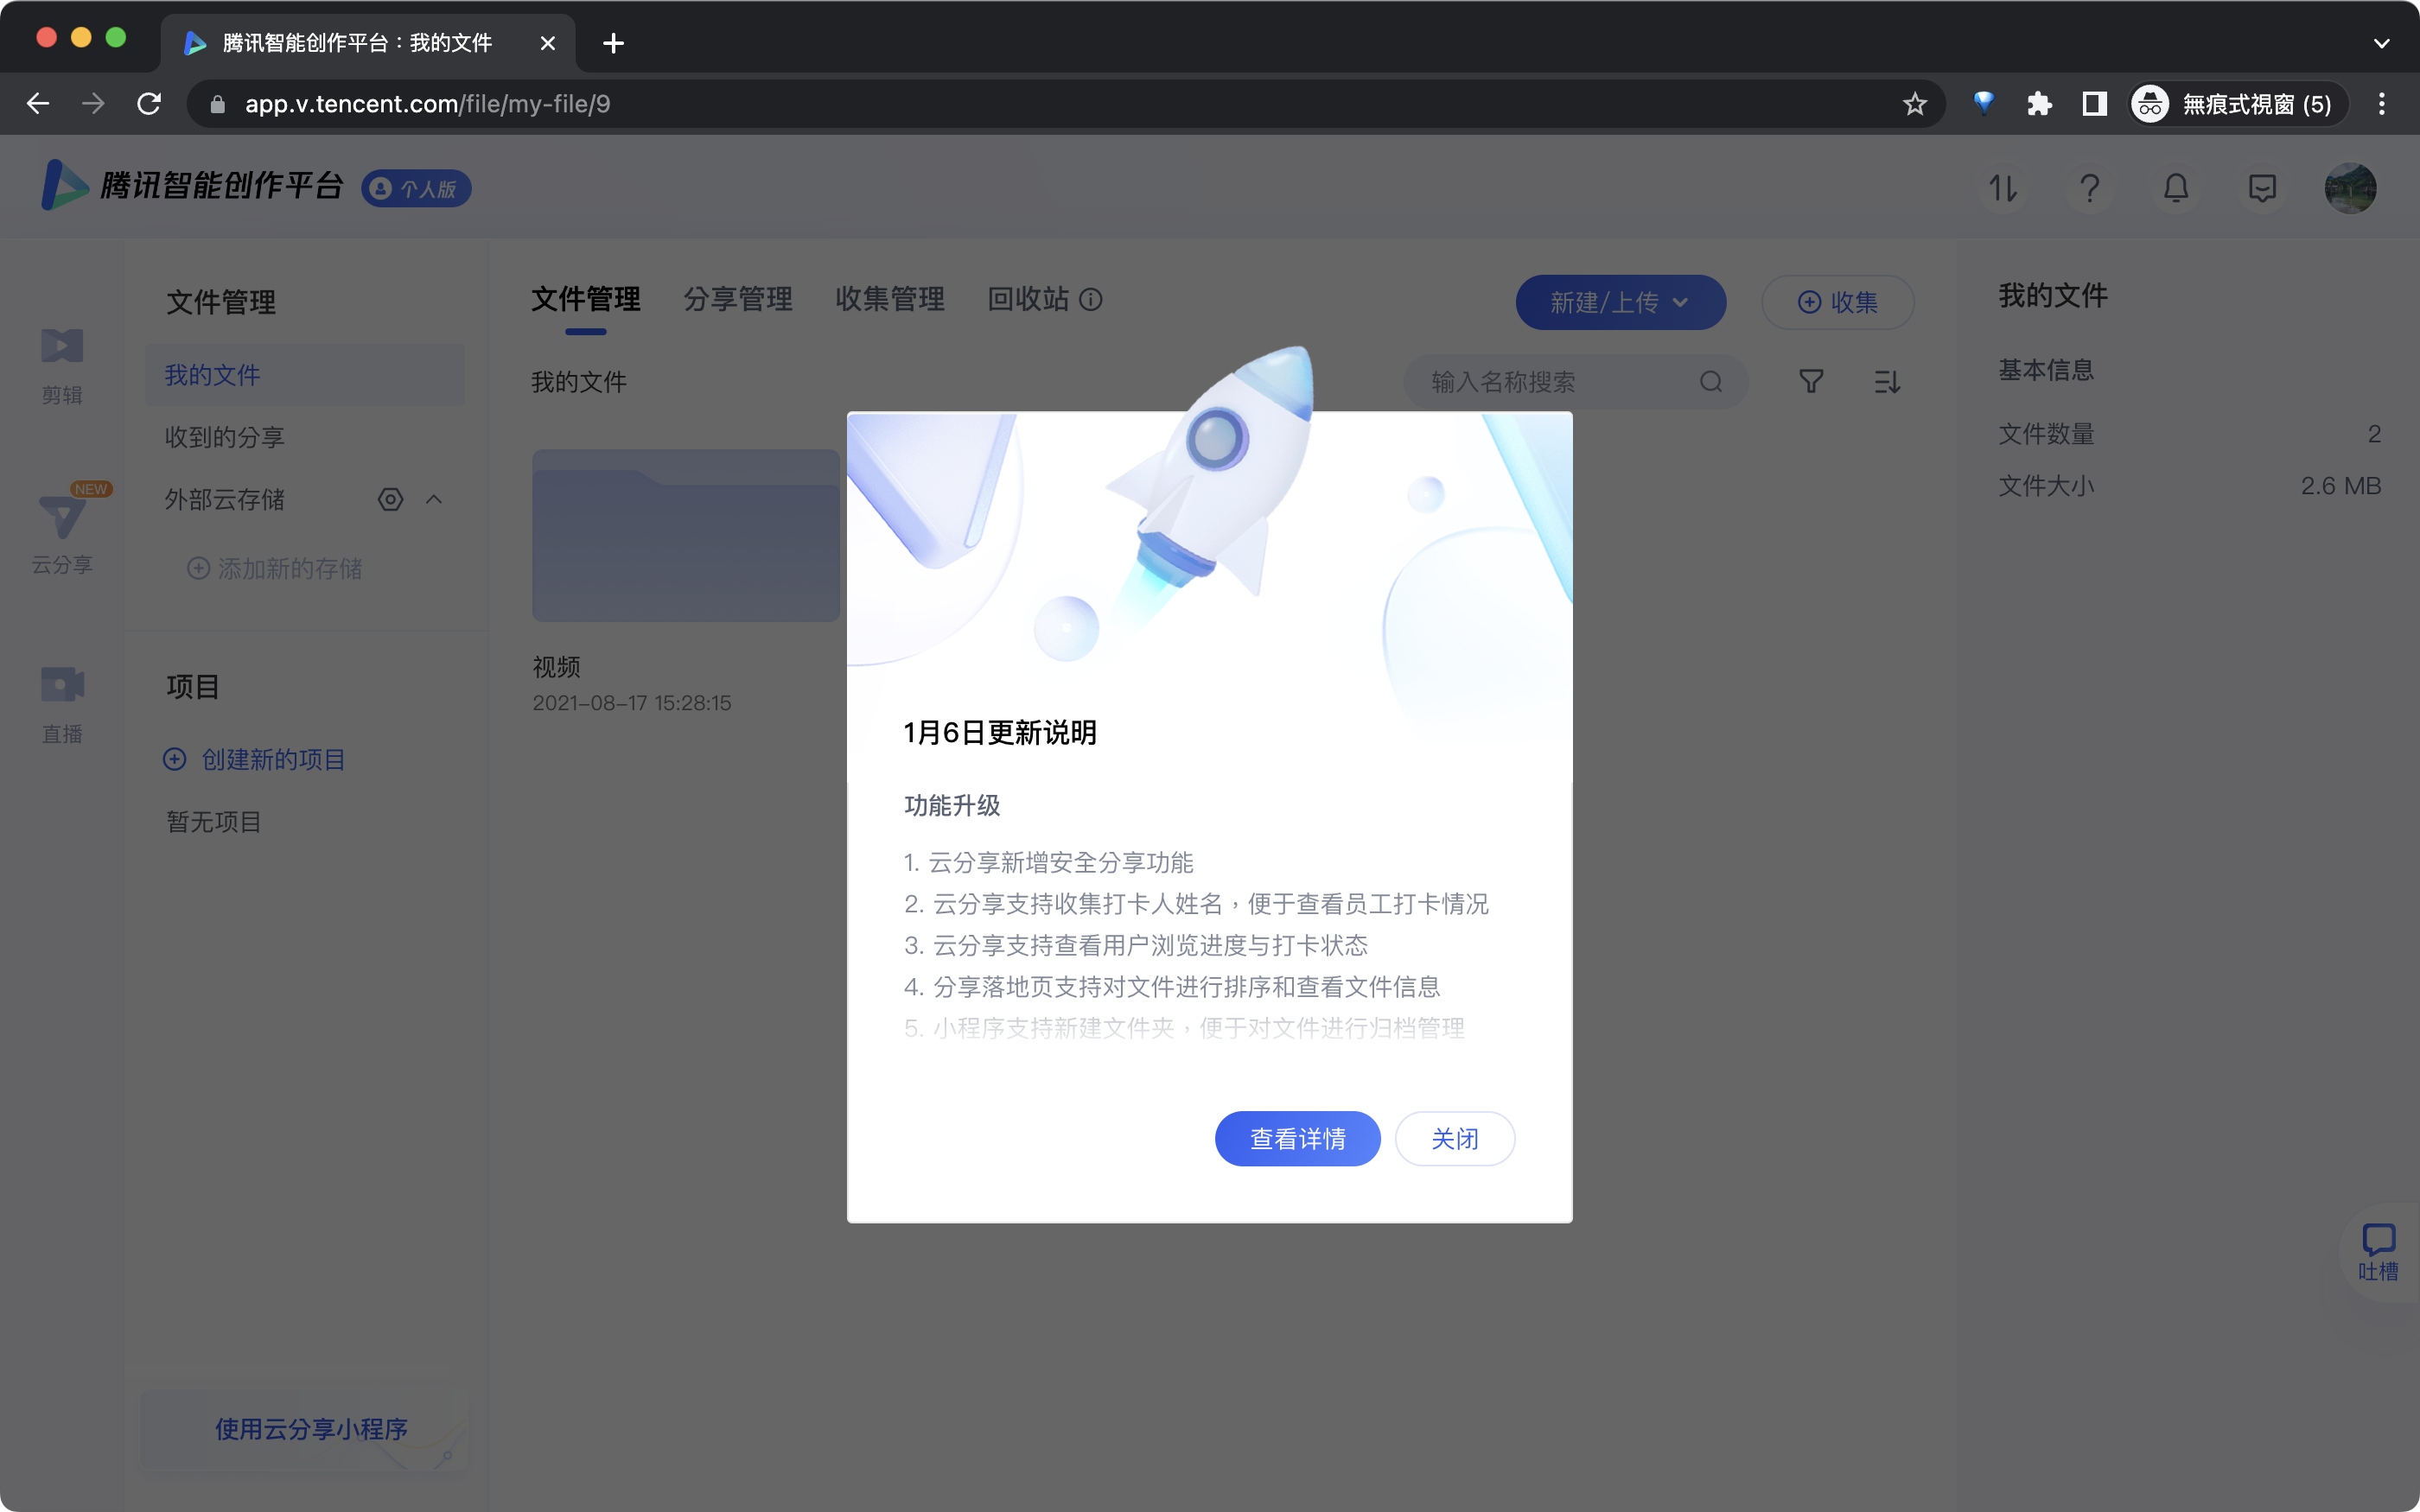 腾讯智能创作平台：我的文件
app.v.tencent.com/file/my-file/9
無痕式視窗 (5)
腾讯智能创作平台
个人版
剪辑
NEW
云分享
直播
文件管理
我的文件
收到的分享
外部云存储
添加新的存储
项目
创建新的项目
暂无项目
使用云分享小程序
文件管理
分享管理
收集管理
回收站
新建/上传
收集
我的文件
输入名称搜索
视频
2021-08-17 15:28:15
1月6日更新说明
功能升级
1. 云分享新增安全分享功能
2. 云分享支持收集打卡人姓名，便于查看员工打卡情况
3. 云分享支持查看用户浏览进度与打卡状态
4. 分享落地页支持对文件进行排序和查看文件信息
5. 小程序支持新建文件夹，便于对文件进行归档管理
查看详情
关闭
我的文件
基本信息
文件数量 2
文件大小 2.6 MB
吐槽